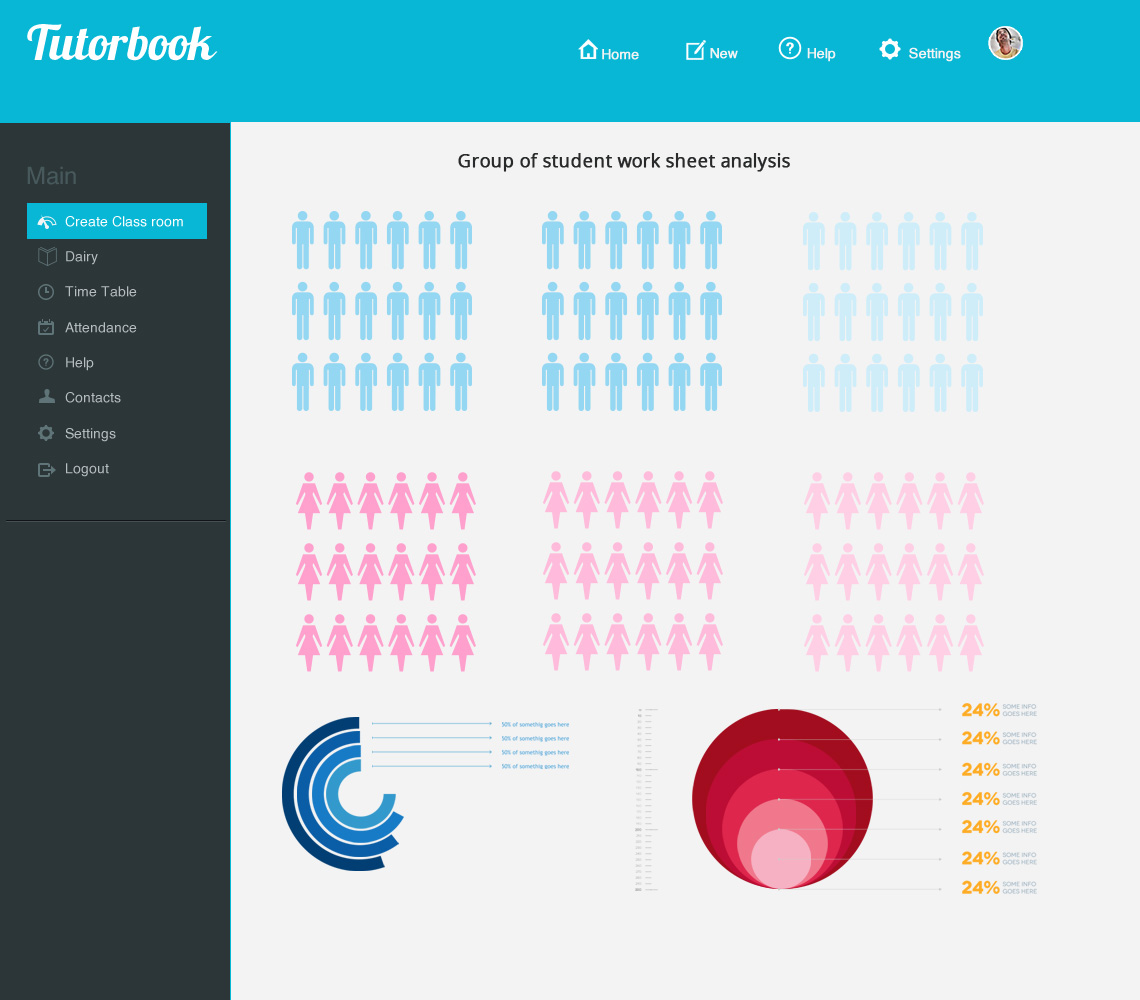 Tutorbook
Home
New
Help
Settings
Main
Create Class room
Dairy
Time Table
Attendance
Help
Contacts
Settings
Logout
Group of student work sheet analysis
50% of somethig goes here
50% of somethig goes here
50% of somethig goes here
50% of somethig goes here
24% SOME INFO
GOES HERE
24% SOME INFO
GOES HERE
24% SOME INFO
GOES HERE
24% SOME INFO
GOES HERE
24% SOME INFO
GOES HERE
24% SOME INFO
GOES HERE
24% SOME INFO
GOES HERE